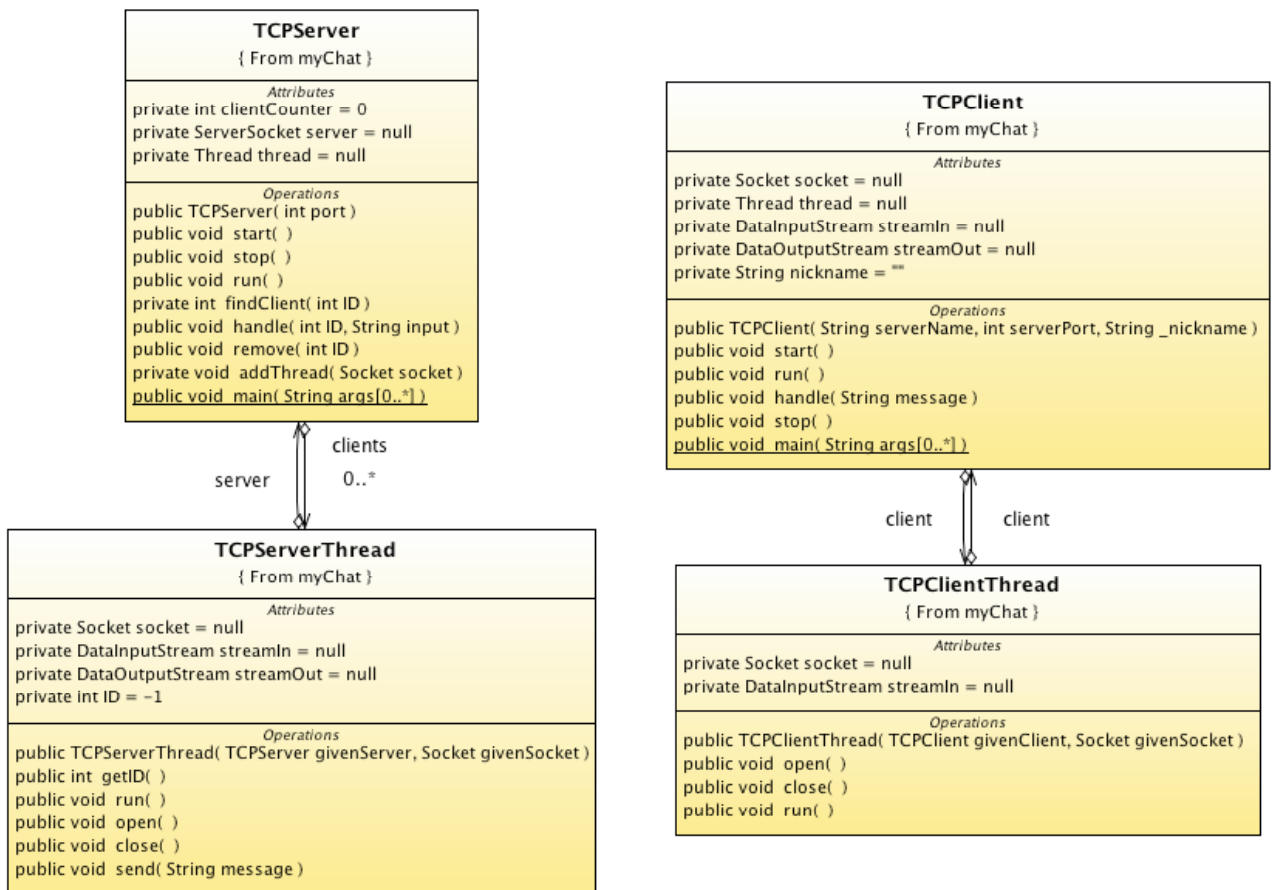 TCPServer
{ From myChat }
Attributes
private int clientCounter = 0
private ServerSocket server = null
private Thread thread = null
Operations
public TCPServer( int port )
public void start( )
public void stop( )
public void run( )
private int findClient( int ID )
public void handle( int ID, String input )
public void remove( int ID )
private void addThread( Socket socket )
public void main( String args[0..*] )
clients
server 0..*
TCPServerThread
{ From myChat }
Attributes
private Socket socket = null
private DataInputStream streamIn = null
private DataOutputStream streamOut = null
private int ID = -1
Operations
public TCPServerThread( TCPServer givenServer, Socket givenSocket )
public int getID( )
public void run( )
public void open( )
public void close( )
public void send( String message )
TCPClient
{ From myChat }
Attributes
private Socket socket = null
private Thread thread = null
private DataInputStream streamIn = null
private DataOutputStream streamOut = null
private String nickname = ""
Operations
public TCPClient( String serverName, int serverPort, String _nickname )
public void start( )
public void run( )
public void handle( String message )
public void stop( )
public void main( String args[0..*] )
client client
TCPClientThread
{ From myChat }
Attributes
private Socket socket = null
private DataInputStream streamIn = null
Operations
public TCPClientThread( TCPClient givenClient, Socket givenSocket )
public void open( )
public void close( )
public void run( )